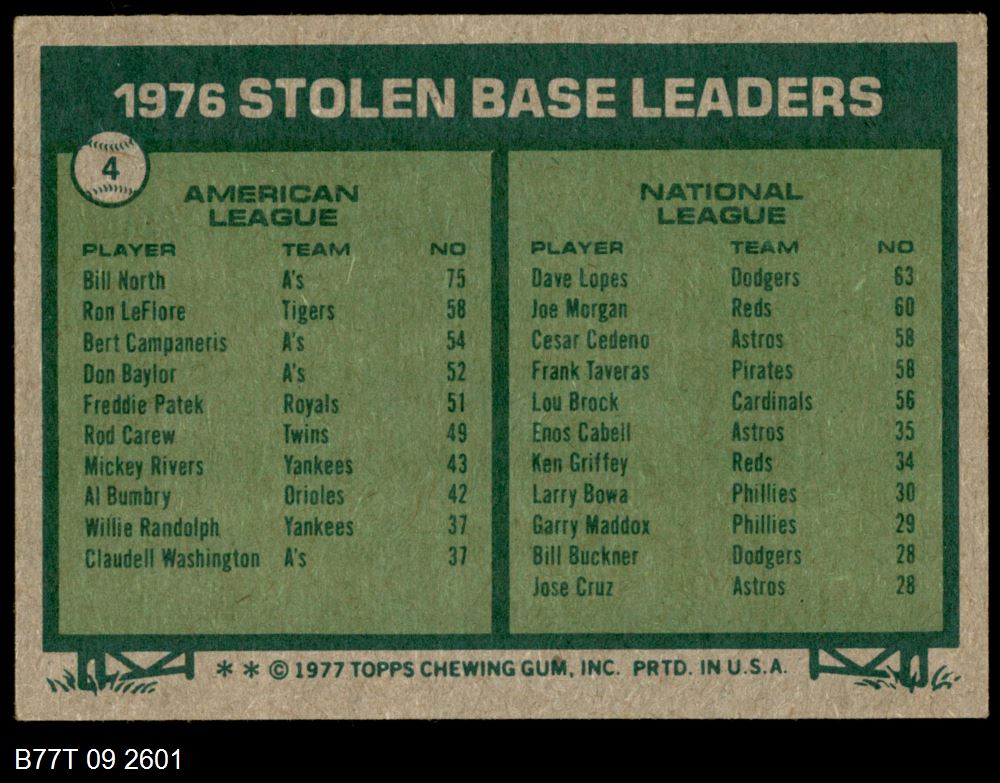 1976 STOLEN BASE LEADERS
4
AMERICAN
LEAGUE
PLAYER TEAM NO
Bill North A's 75
Ron LeFlore Tigers 58
Bert Campaneris A's 54
Don Baylor A's 52
Freddie Patek Royals 51
Rod Carew Twins 49
Mickey Rivers Yankees 43
Al Bumbry Orioles 42
Willie Randolph Yankees 37
Claudell Washington A's 37
NATIONAL
LEAGUE
PLAYER TEAM NO
Dave Lopes Dodgers 63
Joe Morgan Reds 60
Cesar Cedeno Astros 58
Frank Taveras Pirates 58
Lou Brock Cardinals 56
Enos Cabell Astros 35
Ken Griffey Reds 34
Larry Bowa Phillies 30
Garry Maddox Phillies 29
Bill Buckner Dodgers 28
Jose Cruz Astros 28
* * © 1977 TOPPS CHEWING GUM, INC. PRTD. IN U.S.A.
B77T 09 2601